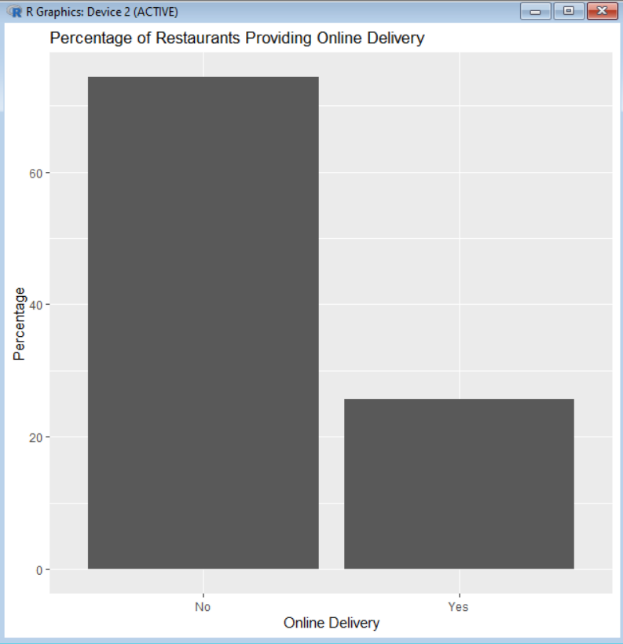 R Graphics: Device 2 (ACTIVE)
Percentage of Restaurants Providing Online Delivery
60
40
20
0
Percentage
No
Yes
Online Delivery